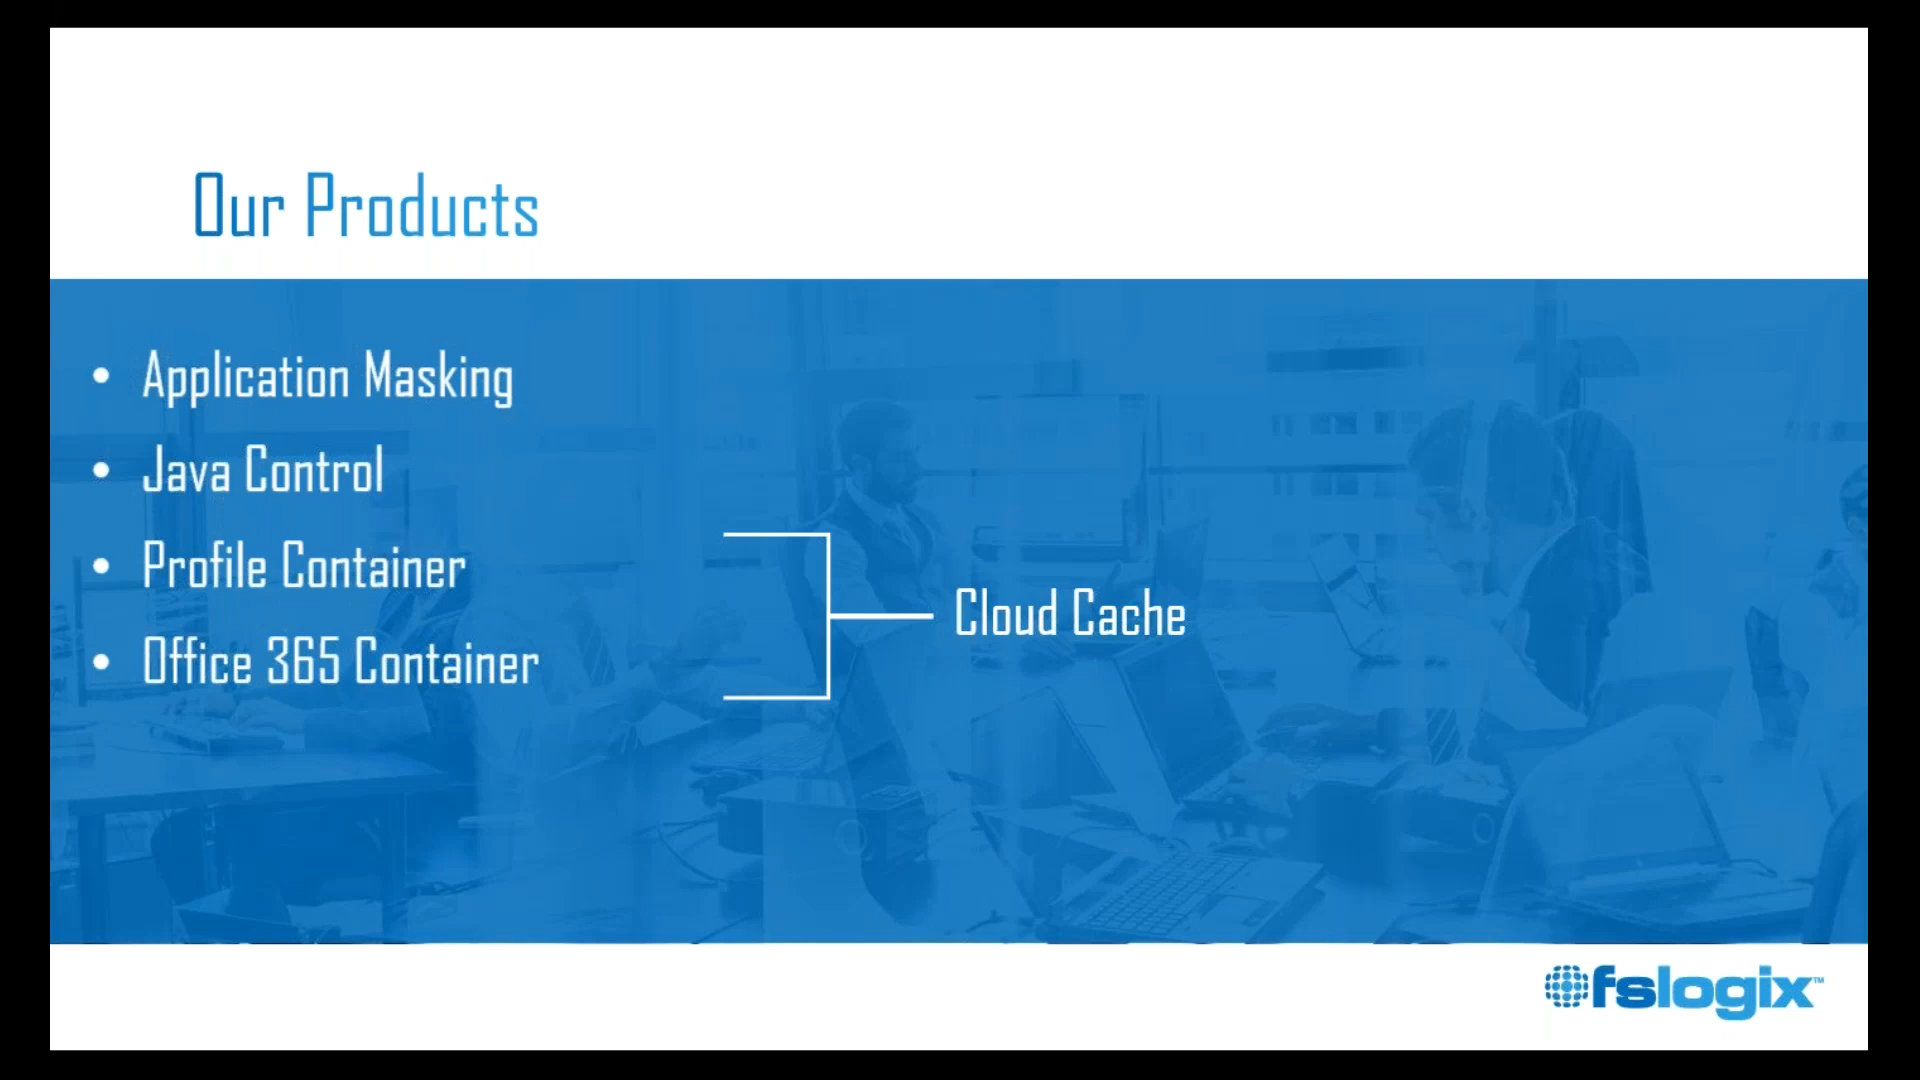 Our Products
• Application Masking
• Java Control
• Profile Container
• Office 365 Container
Cloud Cache
fslogix™